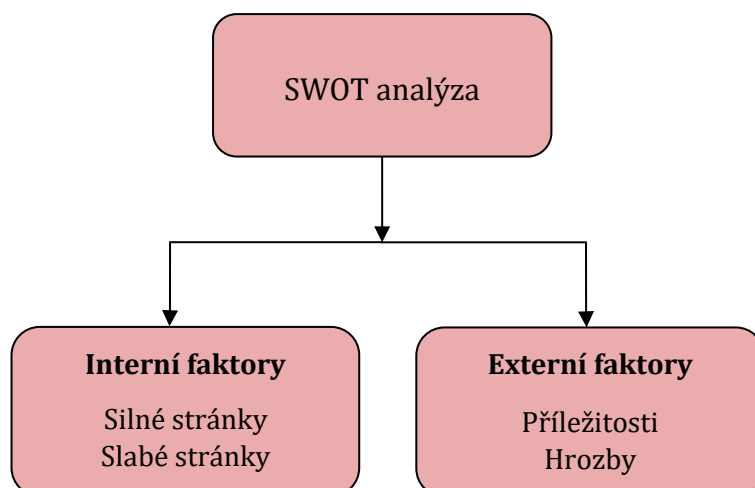 SWOT analýza
Interní faktory
Silné stránky
Slabé stránky
Externí faktory
Příležitosti
Hrozby